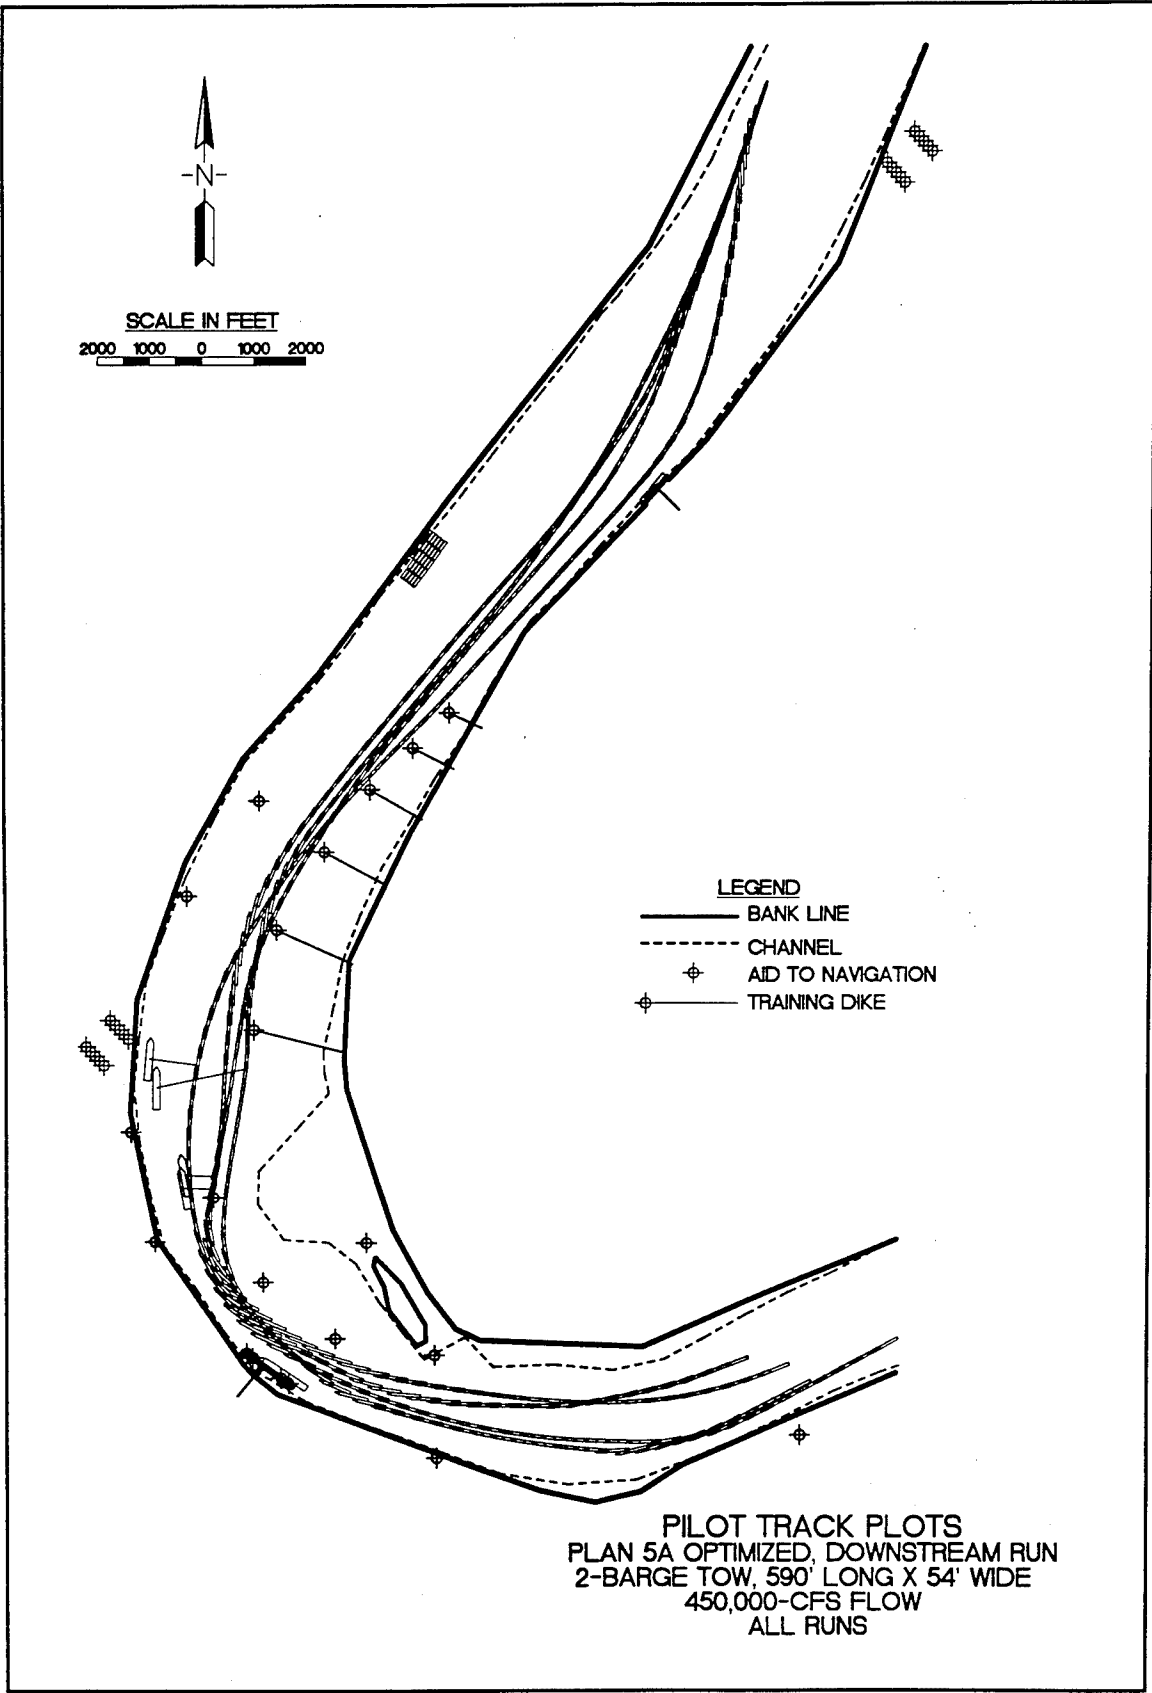 -N-
SCALE IN FEET
2000 1000 0 1000 2000
LEGEND
BANK LINE
CHANNEL
AID TO NAVIGATION
TRAINING DIKE
PILOT TRACK PLOTS
PLAN 5A OPTIMIZED, DOWNSTREAM RUN
2-BARGE TOW, 590' LONG X 54' WIDE
450,000-CFS FLOW
ALL RUNS